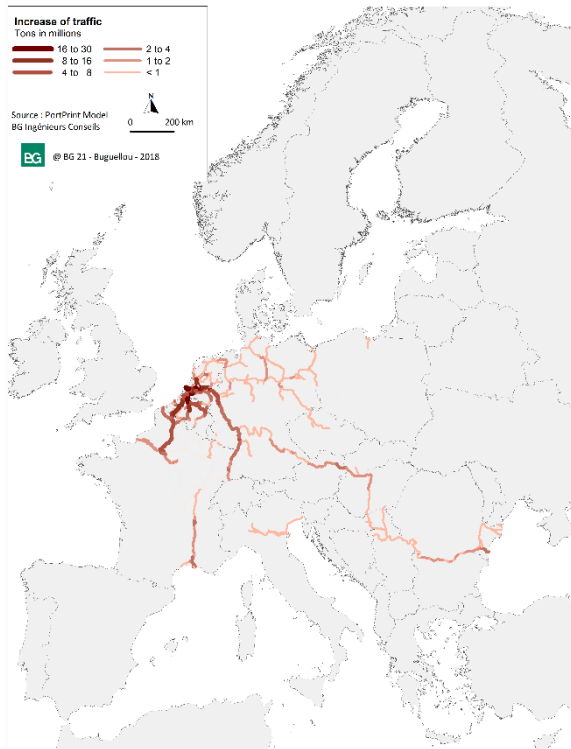 Increase of traffic
Tons in millions
16 to 30
2 to 4
8 to 16
1 to 2
4 to 8
< 1
N
0 200 km
Source : PortPrint Model
BG Ingénieurs Conseils
BG
@ BG 21 - Buguellou - 2018